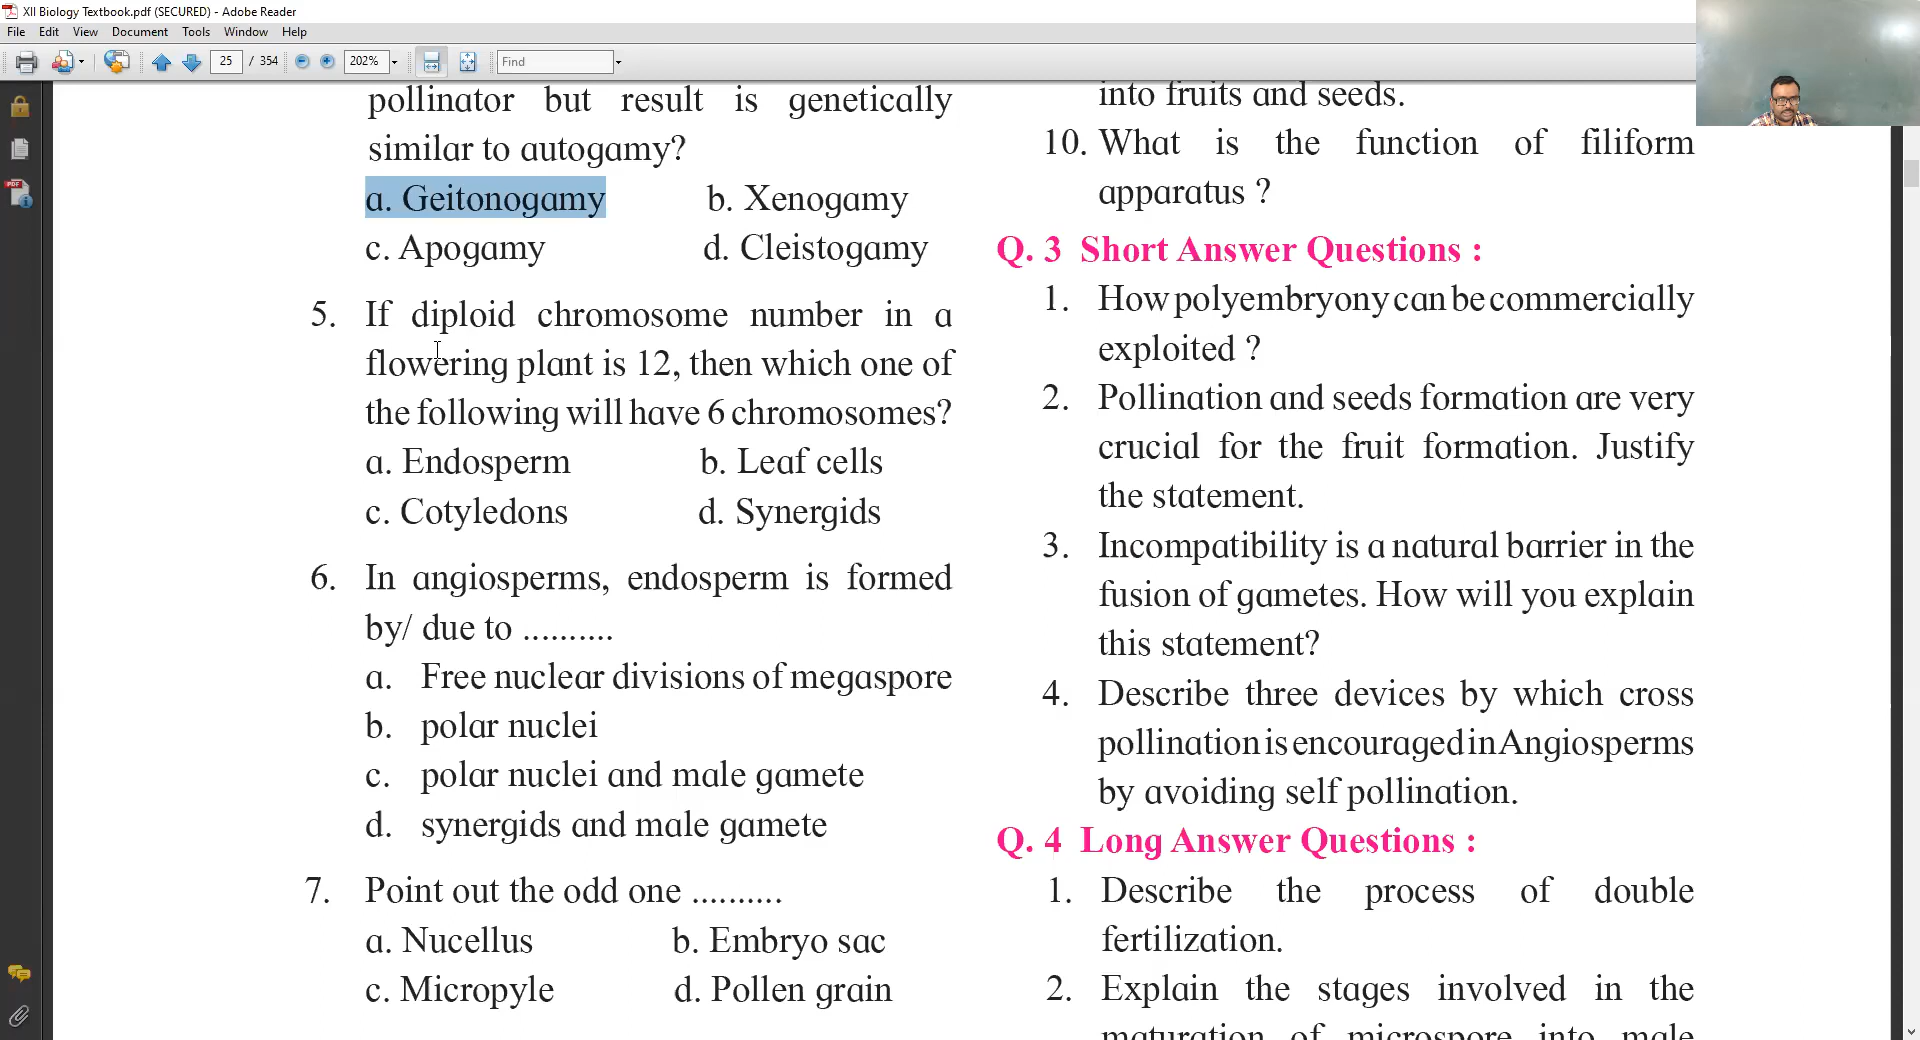 XII Biology Textbook.pdf (SECURED) - Adobe Reader
File Edit View Document Tools Window Help
25 / 354 202% Find
pollinator but result is genetically
similar to autogamy?
a. Geitonogamy b. Xenogamy
c. Apogamy d. Cleistogamy
5. If diploid chromosome number in a
flowering plant is 12, then which one of
the following will have 6 chromosomes?
a. Endosperm b. Leaf cells
c. Cotyledons d. Synergids
6. In angiosperms, endosperm is formed
by/ due to ..........
a. Free nuclear divisions of megaspore
b. polar nuclei
c. polar nuclei and male gamete
d. synergids and male gamete
7. Point out the odd one ..........
a. Nucellus b. Embryo sac
c. Micropyle d. Pollen grain
into fruits and seeds.
10. What is the function of filiform
apparatus ?
Q. 3 Short Answer Questions :
1. How polyembryony can be commercially
exploited ?
2. Pollination and seeds formation are very
crucial for the fruit formation. Justify
the statement.
3. Incompatibility is a natural barrier in the
fusion of gametes. How will you explain
this statement?
4. Describe three devices by which cross
pollination is encouraged in Angiosperms
by avoiding self pollination.
Q. 4 Long Answer Questions :
1. Describe the process of double
fertilization.
2. Explain the stages involved in the
maturation of microspore into male